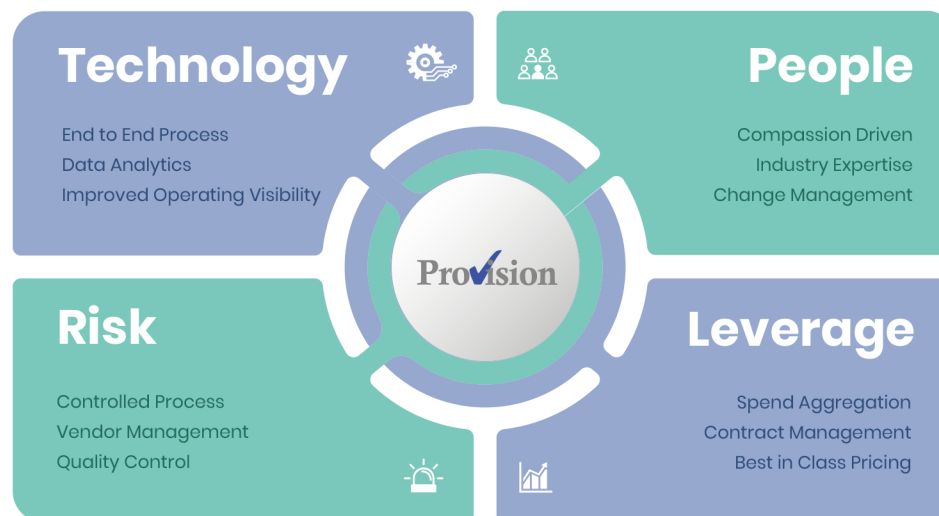 Technology
End to End Process
Data Analytics
Improved Operating Visibility
People
Compassion Driven
Industry Expertise
Change Management
Provision
Risk
Controlled Process
Vendor Management
Quality Control
Leverage
Spend Aggregation
Contract Management
Best in Class Pricing